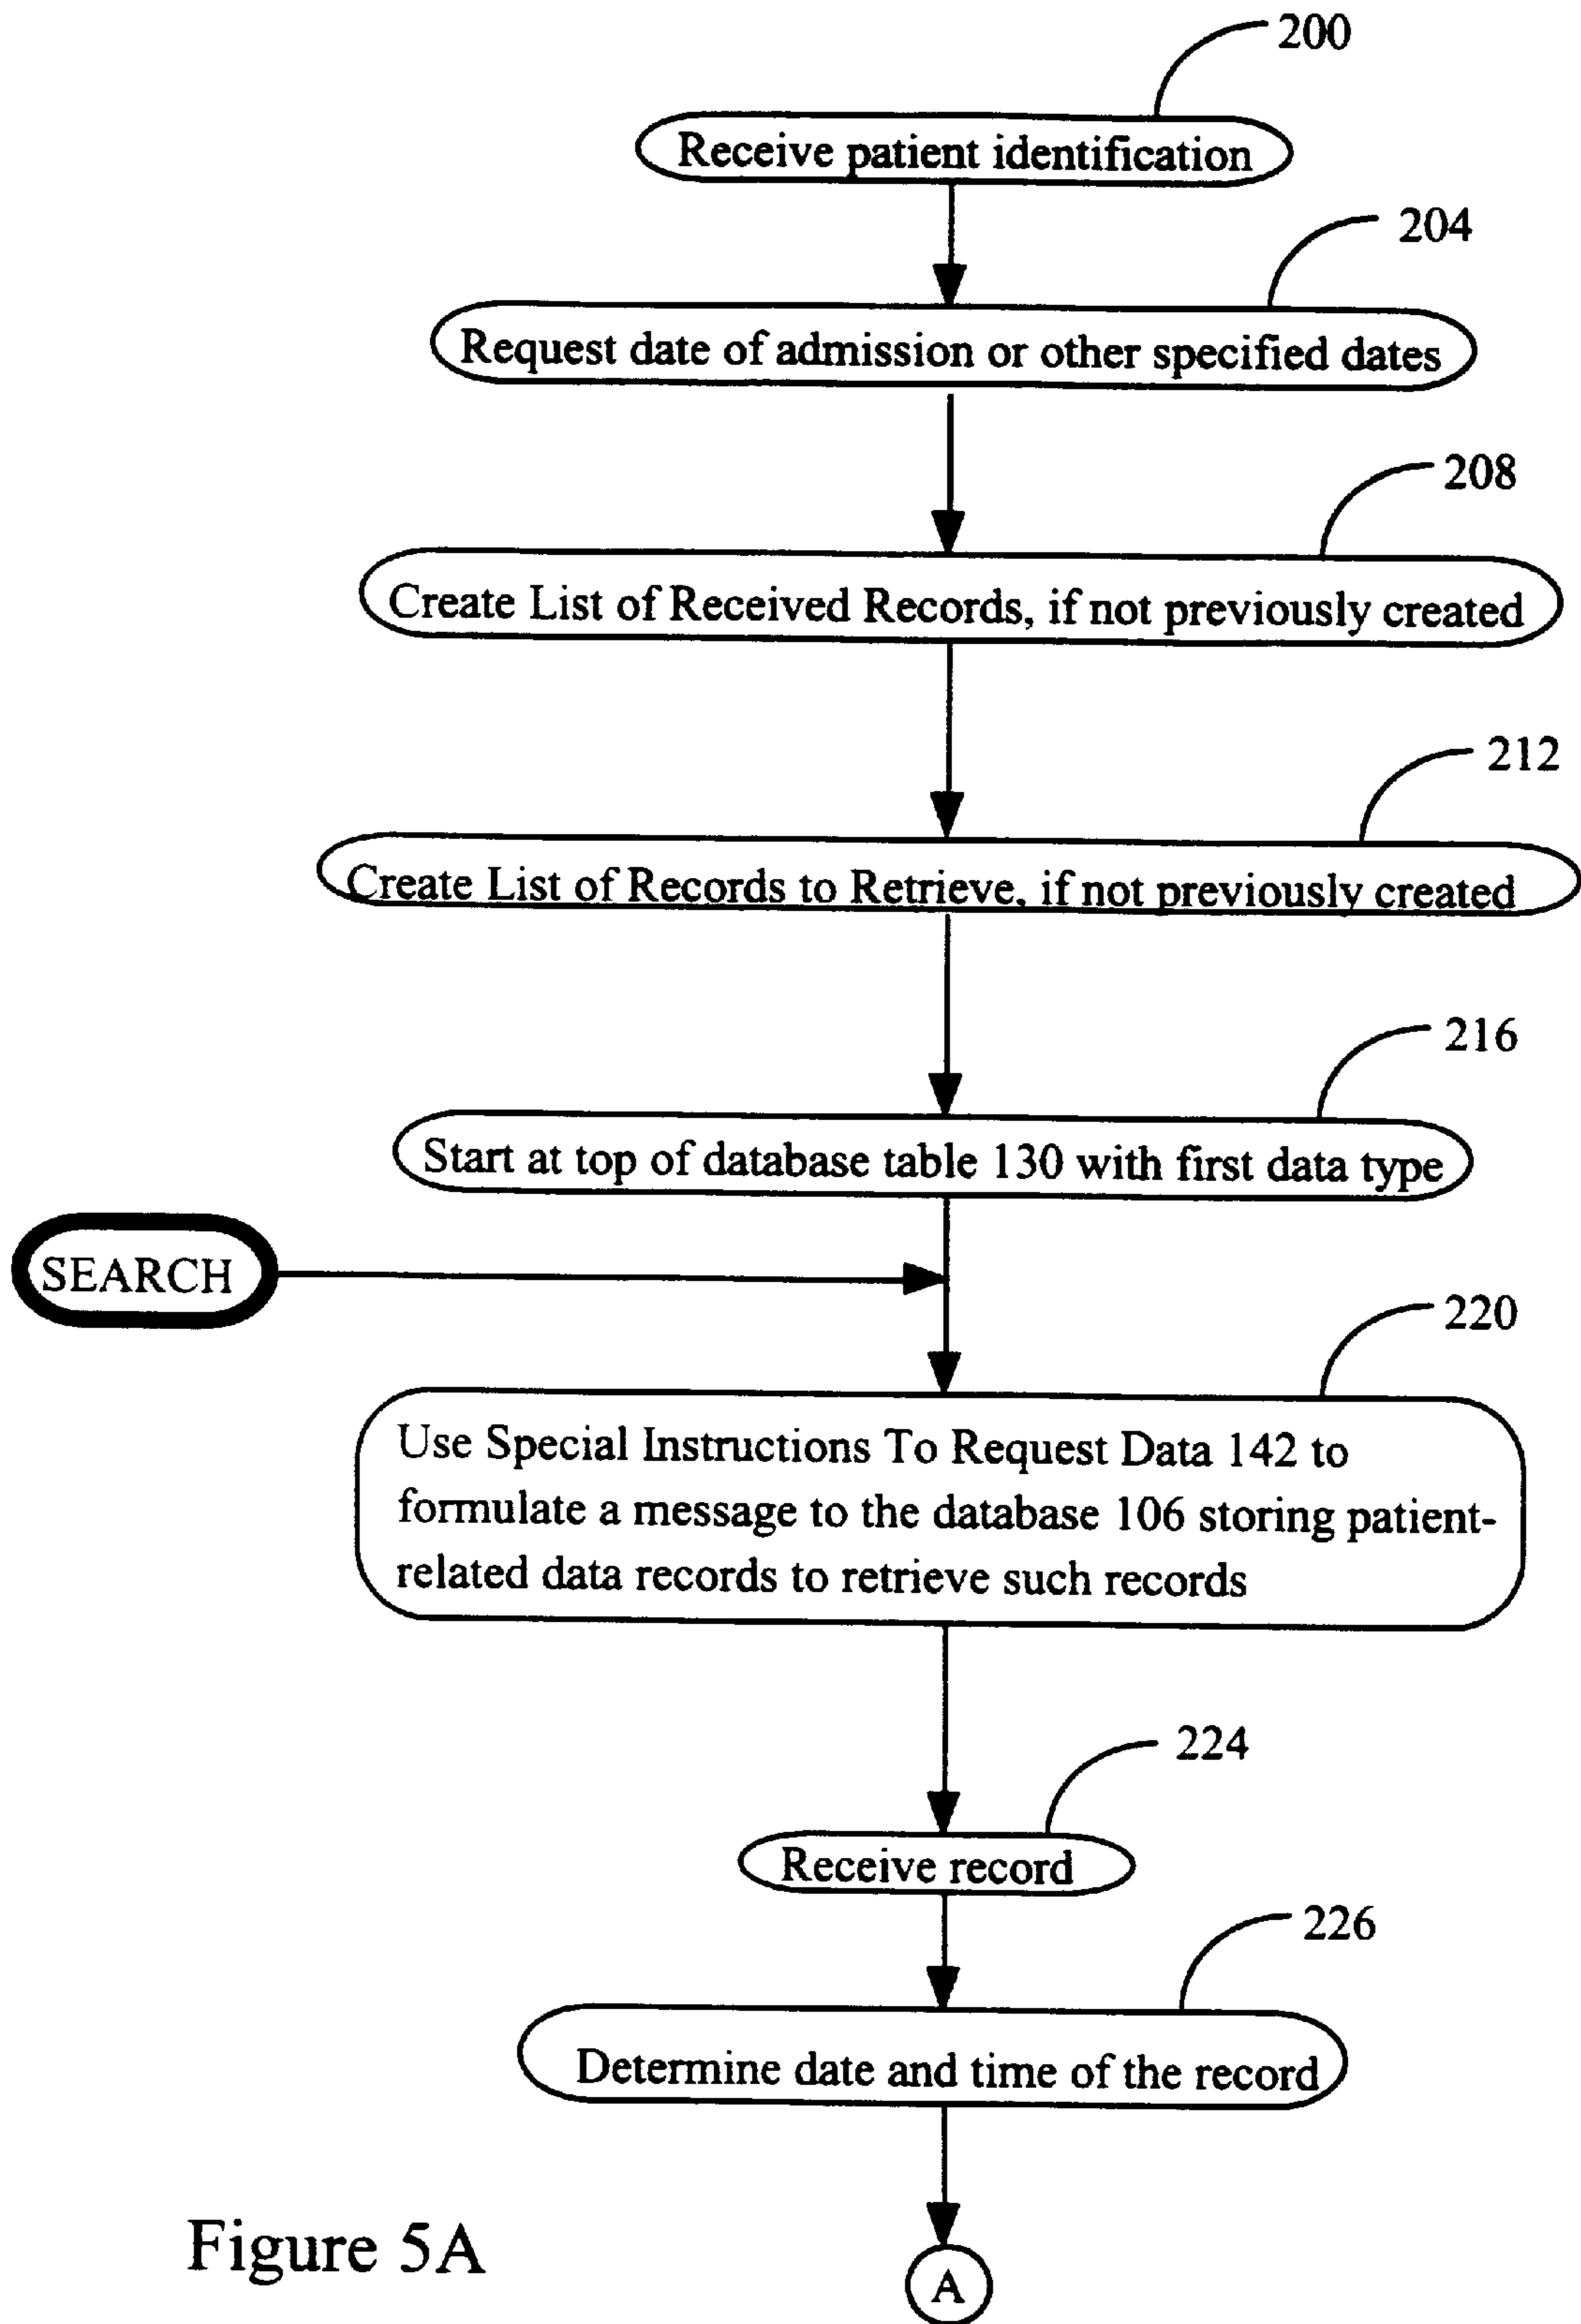 200
Receive patient identification
204
Request date of admission or other specified dates
208
Create List of Received Records, if not previously created
212
Create List of Records to Retrieve, if not previously created
216
Start at top of database table 130 with first data type
SEARCH
220
Use Special Instructions To Request Data 142 to
formulate a message to the database 106 storing patient-
related data records to retrieve such records
224
Receive record
226
Determine date and time of the record
Figure 5A
A